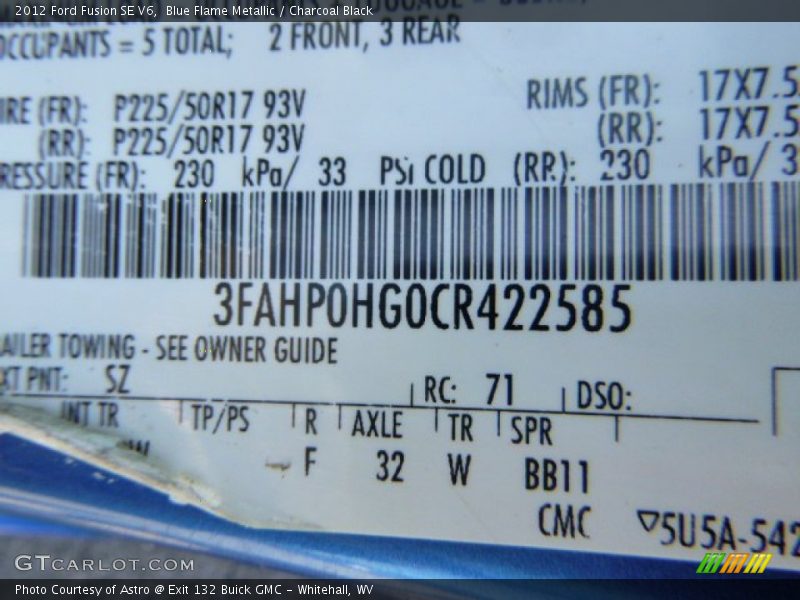 2012 Ford Fusion SE V6, Blue Flame Metallic / Charcoal Black
OCCUPANTS = 5 TOTAL; 2 FRONT, 3 REAR
IRE (FR): P225/50R17 93V RIMS (FR): 17X7.5
(RR): P225/50R17 93V (RR): 17X7.5
RESSURE (FR): 230 kPa/ 33 PSi COLD (RR): 230 kPa/ 3
3FAHP0HG0CR422585
AILER TOWING - SEE OWNER GUIDE
XT PNT: SZ RC: 71 DSO:
INT TR TP/PS R AXLE TR SPR
W F 32 W BB11
CMC ▽5U5A-542
GTCARLOT.COM
Photo Courtesy of Astro @ Exit 132 Buick GMC - Whitehall, WV